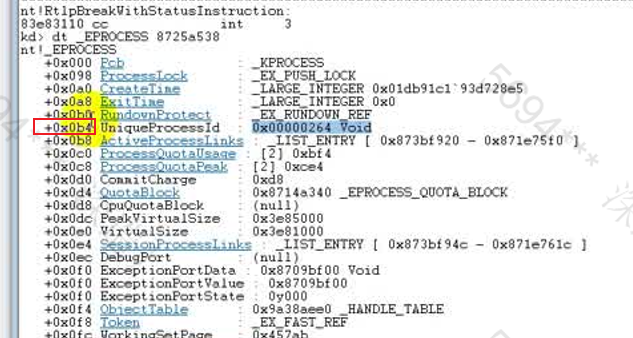 nt!RtlpBreakWithStatusInstruction:
83e83110 cc              int     3
kd> dt _EPROCESS 8725a538
nt!_EPROCESS
   +0x000 Pcb              : _KPROCESS
   +0x098 ProcessLock      : _EX_PUSH_LOCK
   +0x0a0 CreateTime       : _LARGE_INTEGER 0x01db91c1`93d728e5
   +0x0a8 ExitTime         : _LARGE_INTEGER 0x0
   +0x0b0 RundownProtect   : _EX_RUNDOWN_REF
   +0x0b4 UniqueProcessId  : 0x00000264 Void
   +0x0b8 ActiveProcessLinks : _LIST_ENTRY [ 0x873bf920 - 0x871e75f0 ]
   +0x0c0 ProcessQuotaUsage : [2] 0xbf4
   +0x0c8 ProcessQuotaPeak : [2] 0xce4
   +0x0d0 CommitCharge     : 0xd8
   +0x0d4 QuotaBlock       : 0x8714a340 _EPROCESS_QUOTA_BLOCK
   +0x0d8 CpuQuotaBlock    : (null)
   +0x0dc PeakVirtualSize  : 0x3e85000
   +0x0e0 VirtualSize      : 0x3e81000
   +0x0e4 SessionProcessLinks : _LIST_ENTRY [ 0x873bf94c - 0x871e761c ]
   +0x0ec DebugPort        : (null)
   +0x0f0 ExceptionPortData : 0x8709bf00 Void
   +0x0f0 ExceptionPortValue : 0x8709bf00
   +0x0f0 ExceptionPortState : 0y000
   +0x0f4 ObjectTable      : 0x9a38aee0 _HANDLE_TABLE
   +0x0f8 Token            : _EX_FAST_REF
   +0x0fc WorkingSetPage   : 0x457ab
5694***